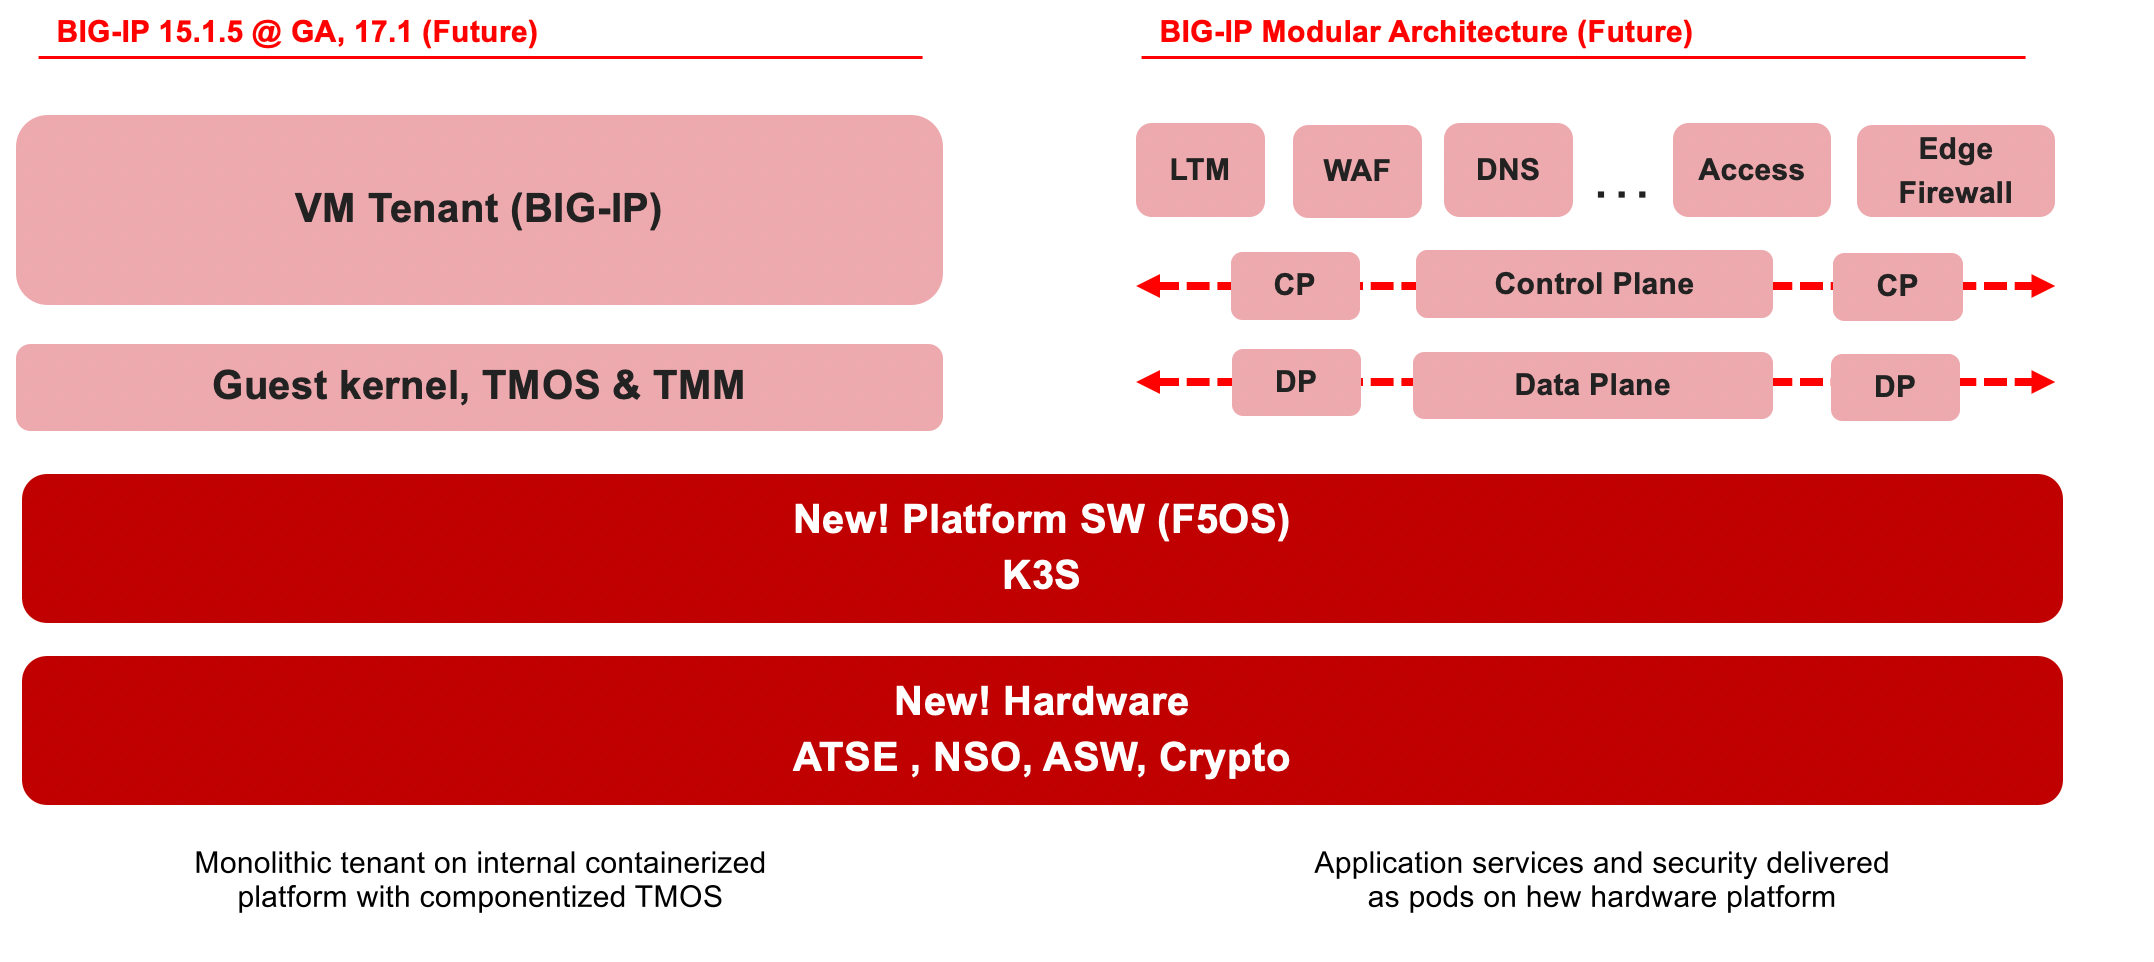 BIG-IP 15.1.5 @ GA, 17.1 (Future)
VM Tenant (BIG-IP)
Guest kernel, TMOS & TMM
BIG-IP Modular Architecture (Future)
LTM
WAF
DNS
...
Access
Edge
Firewall
CP
Control Plane
CP
DP
Data Plane
DP
New! Platform SW (F5OS)
K3S
New! Hardware
ATSE , NSO, ASW, Crypto
Monolithic tenant on internal containerized
platform with componentized TMOS
Application services and security delivered
as pods on hew hardware platform